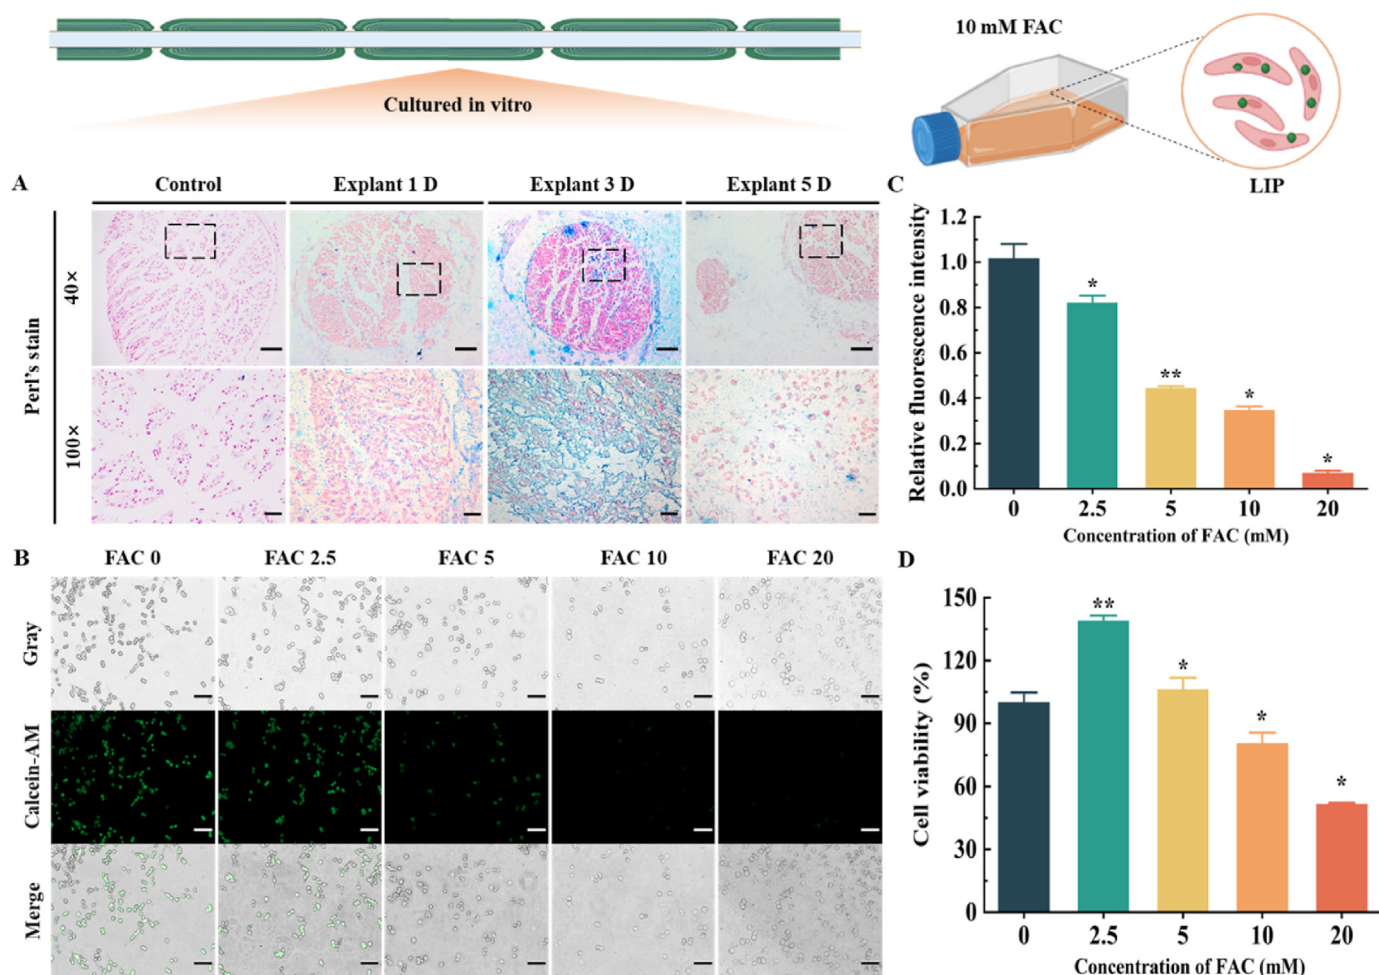 10 mM FAC
Cultured in vitro
LIP
A
Control
Explant 1 D
Explant 3 D
Explant 5 D
Perl's stain
40×
100×
C
Relative fluorescence intensity
1.2
1.0
0.8
0.6
0.4
0.2
0.0
*
**
*
*
0
2.5
5
10
20
Concentration of FAC (mM)
B
FAC 0
FAC 2.5
FAC 5
FAC 10
FAC 20
Gray
Calcein-AM
Merge
D
Cell viability (%)
150
120
90
60
30
0
**
*
*
*
0
2.5
5
10
20
Concentration of FAC (mM)